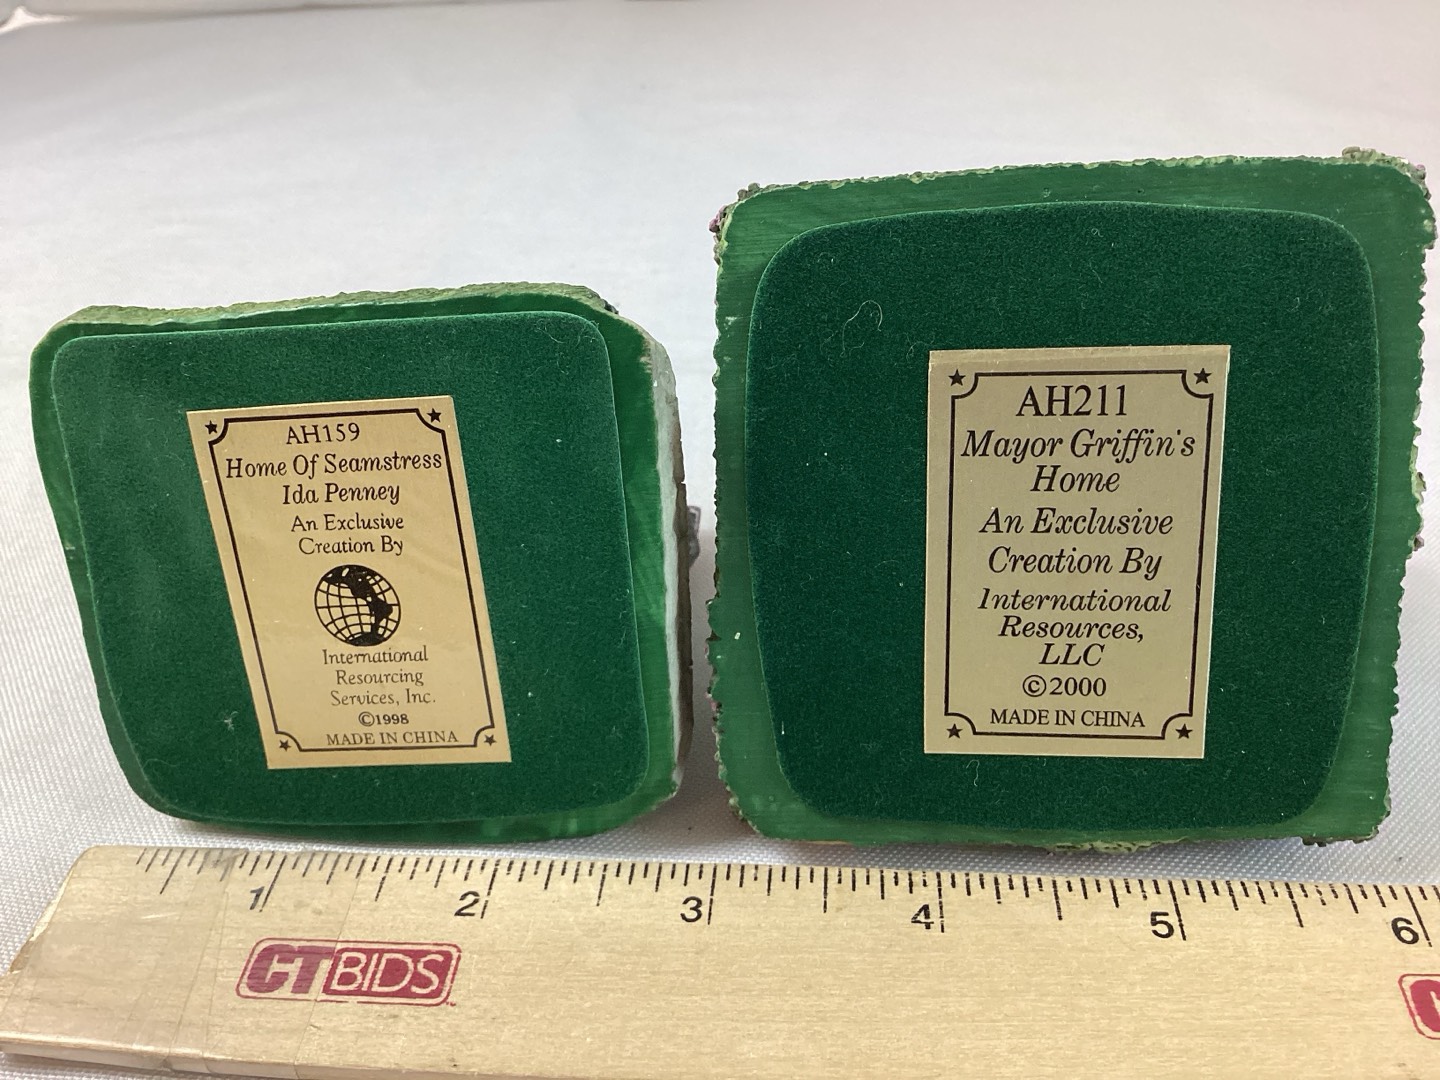 AH159
Home Of Seamstress
Ida Penney
An Exclusive
Creation By
International
Resourcing
Services, Inc.
©1998
MADE IN CHINA
AH211
Mayor Griffin's
Home
An Exclusive
Creation By
International
Resources,
LLC
©2000
MADE IN CHINA
1 2 3 4 5 6
CTBIDS